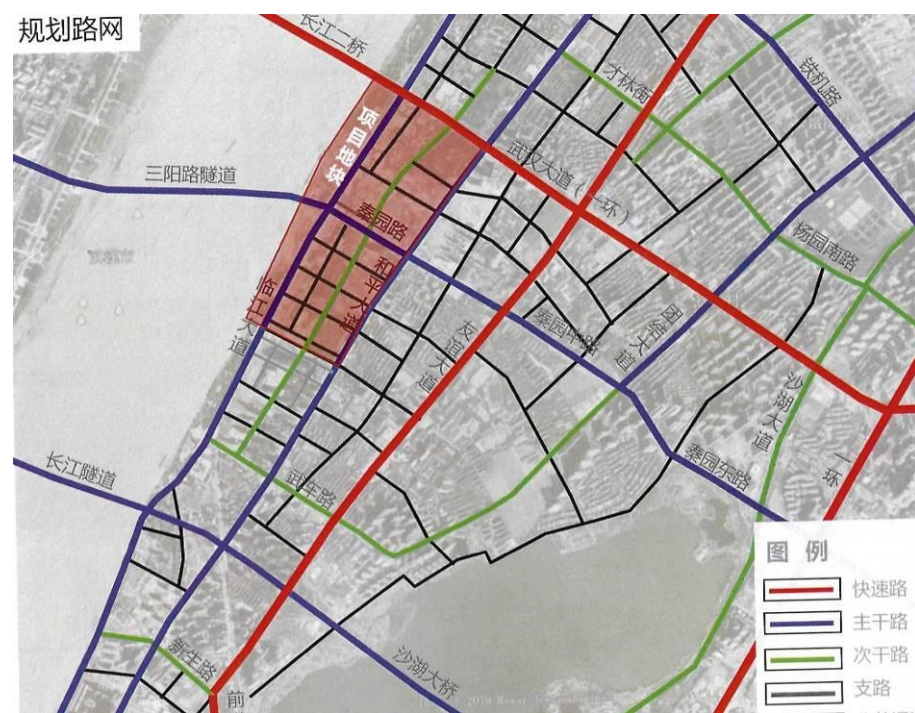 规划路网
长江二桥
才林街
铁机路
项目地块
三阳路隧道
武汉大道（一环）
秦园路
杨园南路
和平大道
临江大道
友谊大道
秦园中路
团结大道
沙湖大道
长江隧道
武车路
秦园东路
二环
图 例
快速路
主干路
次干路
支路
新生路
沙湖大桥
前